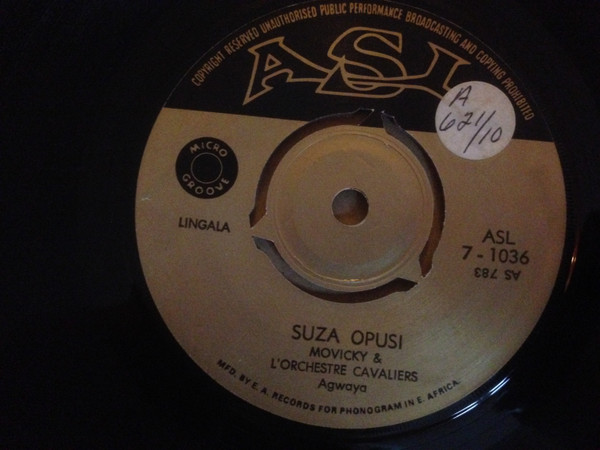 COPYRIGHT RESERVED UNAUTHORISED PUBLIC PERFORMANCE BROADCASTING AND COPYING PROHIBITED
ASL
A
621/10
MICRO
GROOVE
LINGALA
ASL
7 - 1036
AS 783
SUZA OPUSI
MOVICKY &
L'ORCHESTRE CAVALIERS
Agwaya
MFD. BY E. A. RECORDS FOR PHONOGRAM IN E. AFRICA.